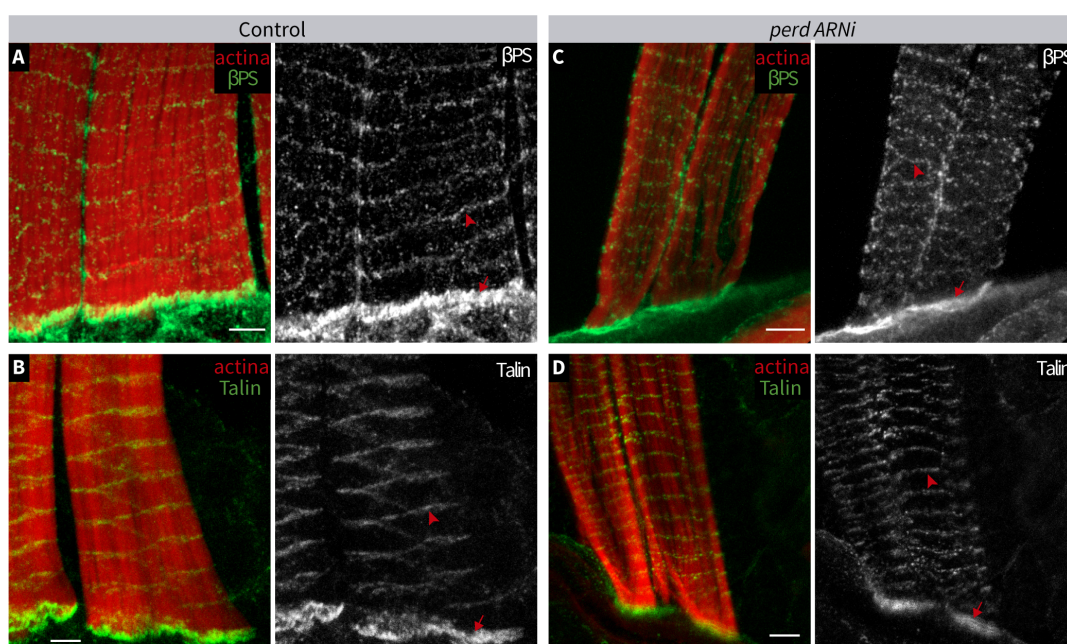 Control
perd ARNi
A
actina
βPS
βPS
C
actina
βPS
βPS
B
actina
Talin
Talin
D
actina
Talin
Talin